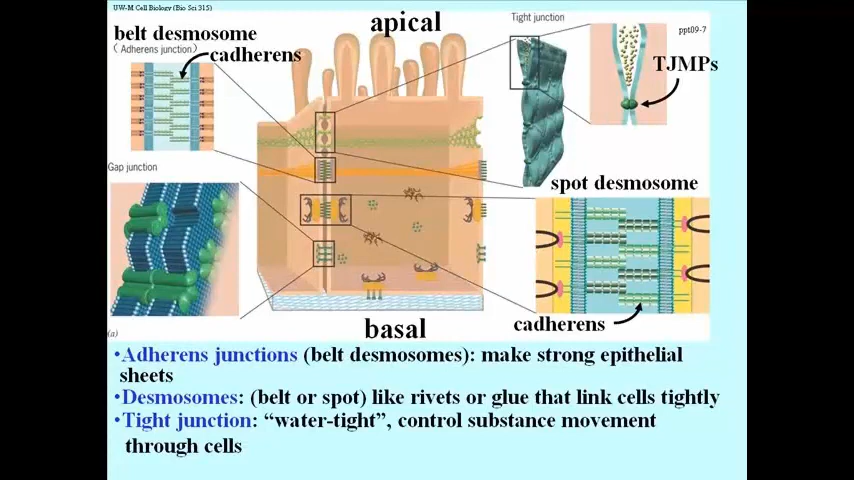 UW-M Cell Biology (Bio Sci 315)
apical
Tight junction
ppt09-7
belt desmosome
(Adherens junction)
cadherens
TJMPs
Gap junction
spot desmosome
cadherens
basal
(a)
•Adherens junctions (belt desmosomes): make strong epithelial
sheets
•Desmosomes: (belt or spot) like rivets or glue that link cells tightly
•Tight junction: “water-tight”, control substance movement
through cells